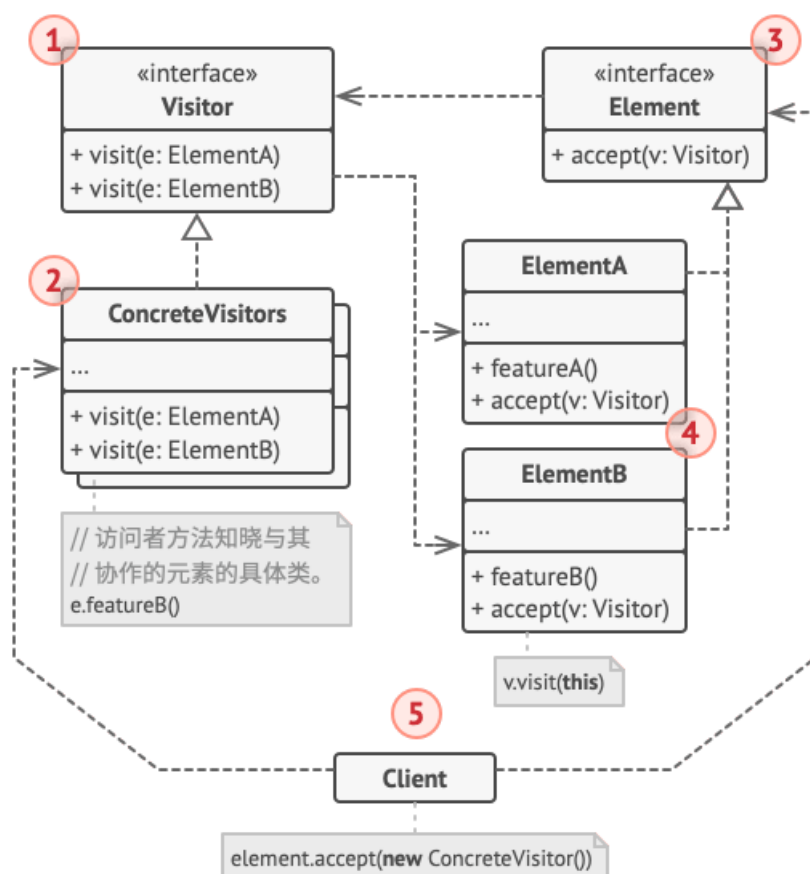 1
«interface»
Visitor
+ visit(e: ElementA)
+ visit(e: ElementB)
3
«interface»
Element
+ accept(v: Visitor)
2
ConcreteVisitors
...
+ visit(e: ElementA)
+ visit(e: ElementB)
// 访问者方法知晓与其
// 协作的元素的具体类。
e.featureB()
ElementA
...
+ featureA()
+ accept(v: Visitor)
4
ElementB
...
+ featureB()
+ accept(v: Visitor)
v.visit(this)
5
Client
element.accept(new ConcreteVisitor())